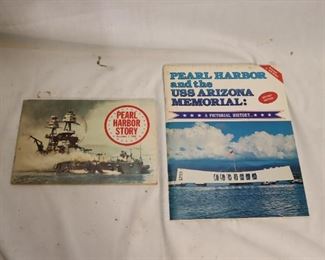 PEARL
HARBOR
STORY
PEARL HARBOR
and the
USS ARIZONA
MEMORIAL:
A PICTORIAL HISTORY